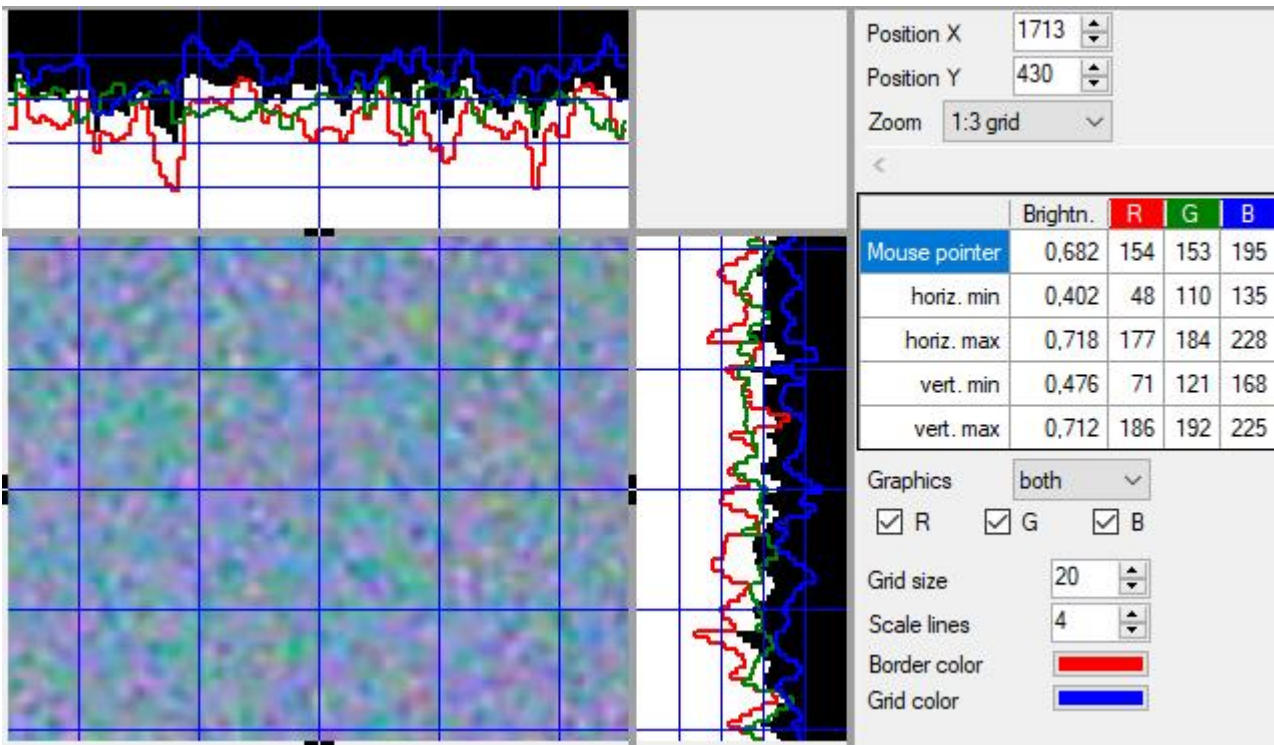 Position X 1713
Position Y 430
Zoom 1:3 grid
<
Brightn. R G B
Mouse pointer 0,682 154 153 195
horiz. min 0,402 48 110 135
horiz. max 0,718 177 184 228
vert. min 0,476 71 121 168
vert. max 0,712 186 192 225
Graphics both
R G B
Grid size 20
Scale lines 4
Border color
Grid color